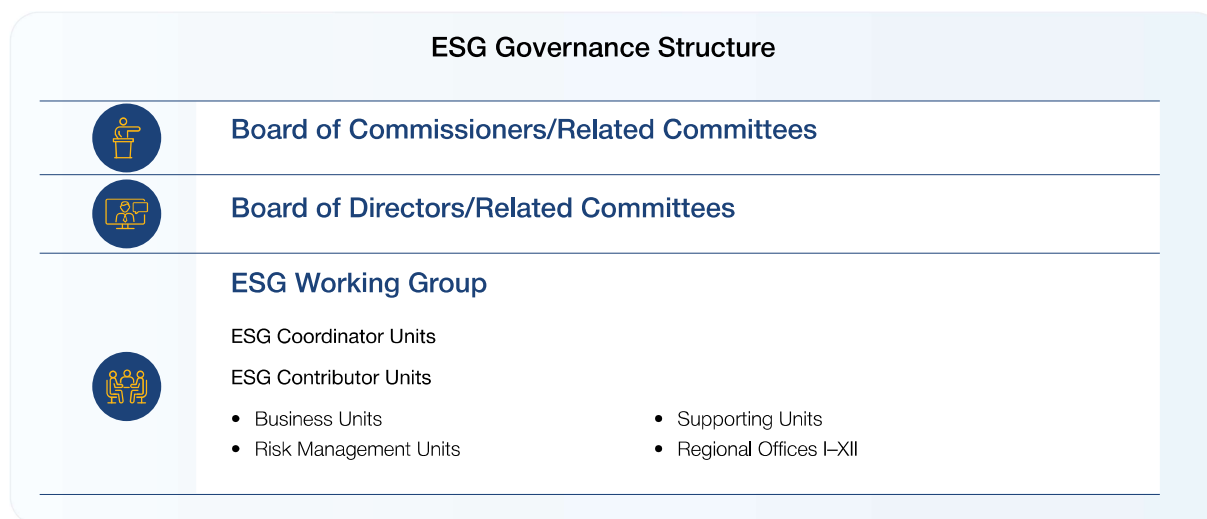 ESG Governance Structure
Board of Commissioners/Related Committees
Board of Directors/Related Committees
ESG Working Group
ESG Coordinator Units
ESG Contributor Units
• Business Units
• Risk Management Units
• Supporting Units
• Regional Offices I–XII